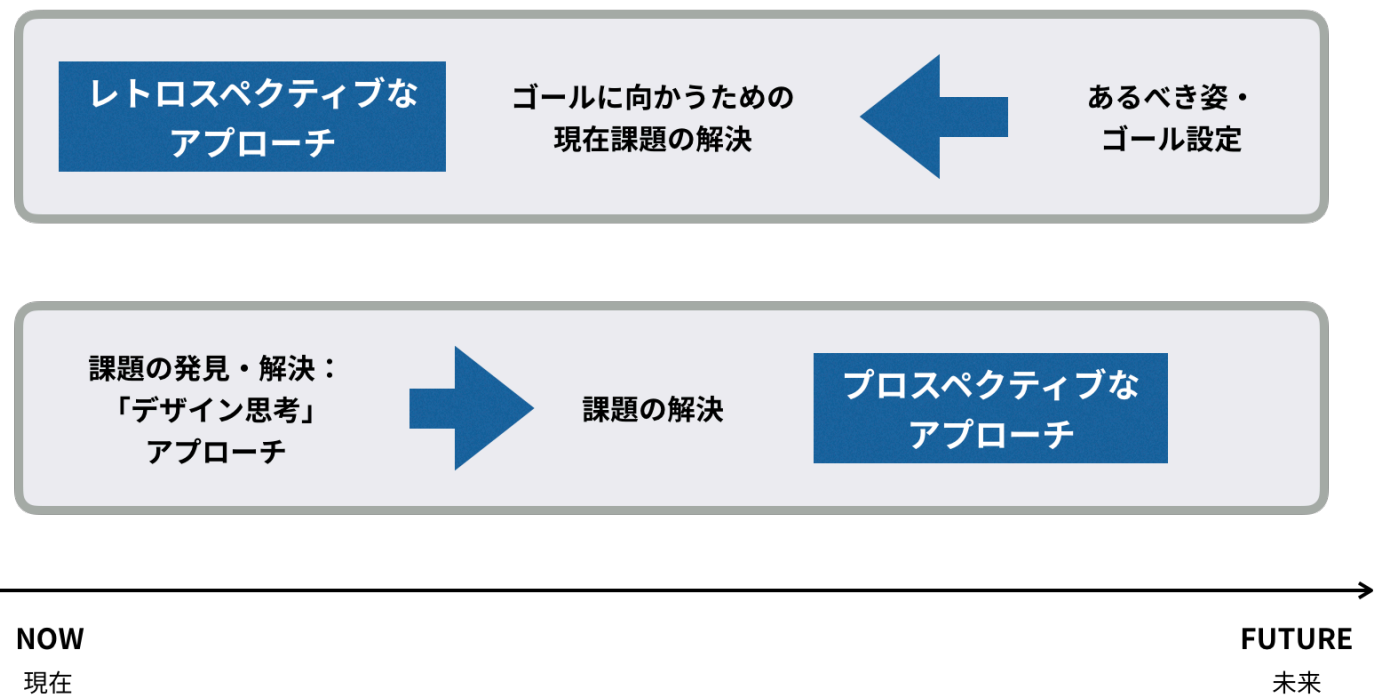 レトロスペクティブな
アプローチ
ゴールに向かうための
現在課題の解決
あるべき姿・
ゴール設定
課題の発見・解決：
「デザイン思考」
アプローチ
課題の解決
プロスペクティブな
アプローチ
NOW
現在
FUTURE
未来